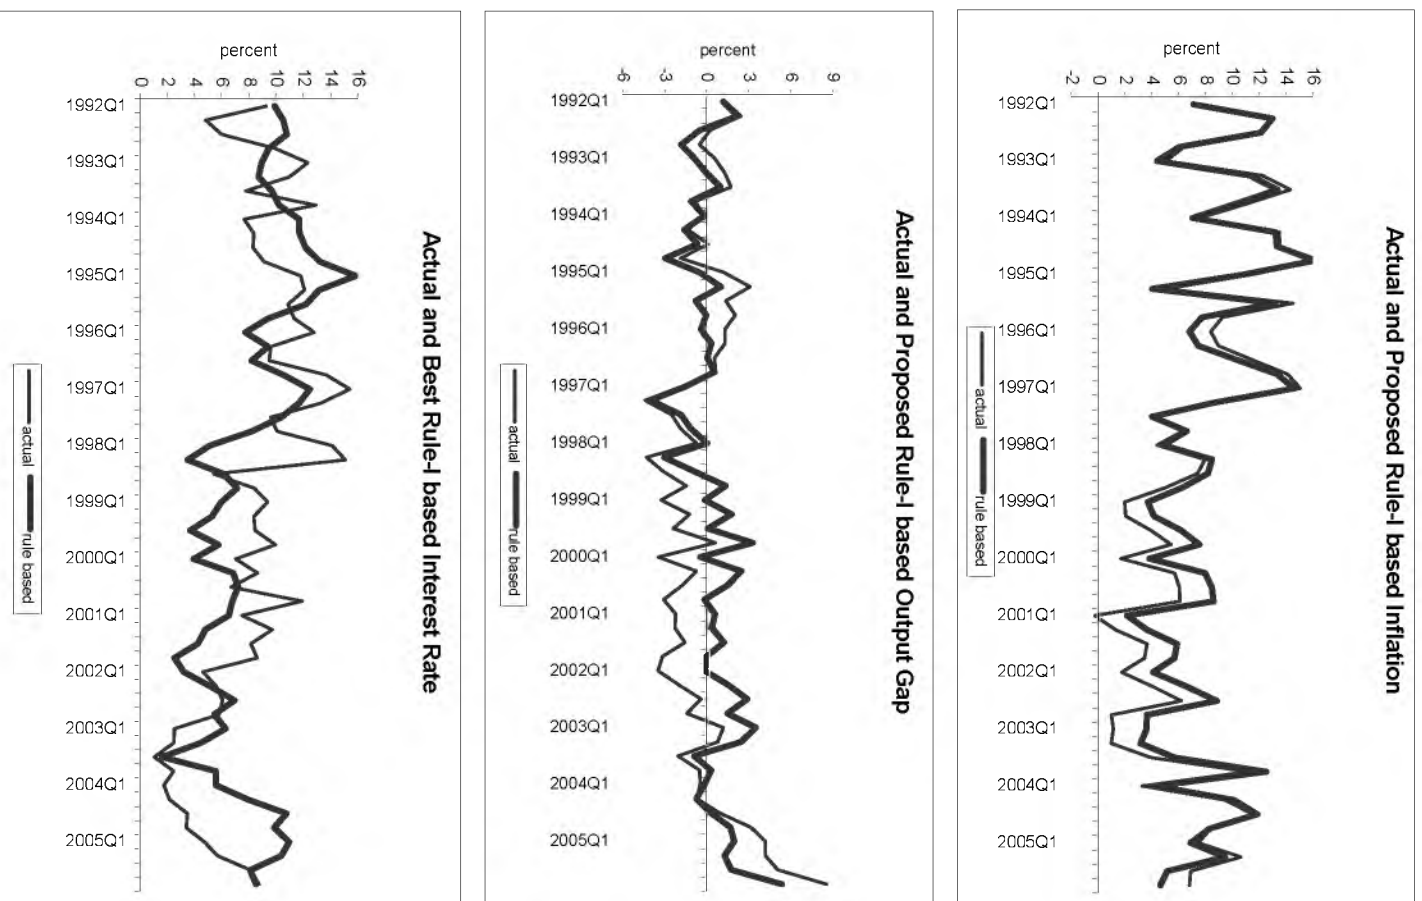 Actual and Best Rule-I based Interest Rate
percent
0 2 4 6 8 10 12 14 16
1992Q1
1993Q1
1994Q1
1995Q1
1996Q1
1997Q1
1998Q1
1999Q1
2000Q1
2001Q1
2002Q1
2003Q1
2004Q1
2005Q1
actual rule based
Actual and Proposed Rule-I based Output Gap
percent
-6 -3 0 3 6 9
1992Q1
1993Q1
1994Q1
1995Q1
1996Q1
1997Q1
1998Q1
1999Q1
2000Q1
2001Q1
2002Q1
2003Q1
2004Q1
2005Q1
actual rule based
Actual and Proposed Rule-I based Inflation
percent
-2 0 2 4 6 8 10 12 14 16
1992Q1
1993Q1
1994Q1
1995Q1
1996Q1
1997Q1
1998Q1
1999Q1
2000Q1
2001Q1
2002Q1
2003Q1
2004Q1
2005Q1
actual rule based